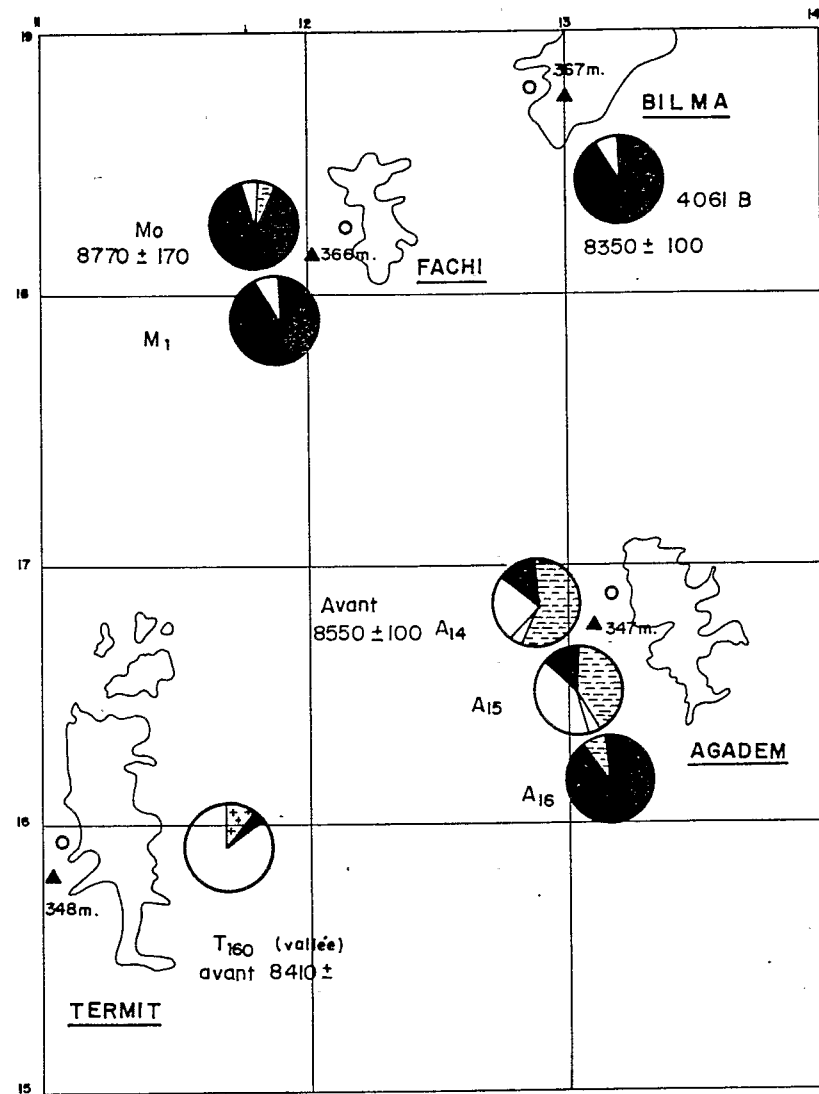 11 12 13 14
19
367m.
BILMA
4061 B
8350 ± 100
Mo
8770 ± 170
366m.
FACHI
18
M1
17
Avant
8550 ± 100 A14
347m.
A15
AGADEM
A16
16
348m.
T160 (vallée)
avant 8410 ±
TERMIT
15